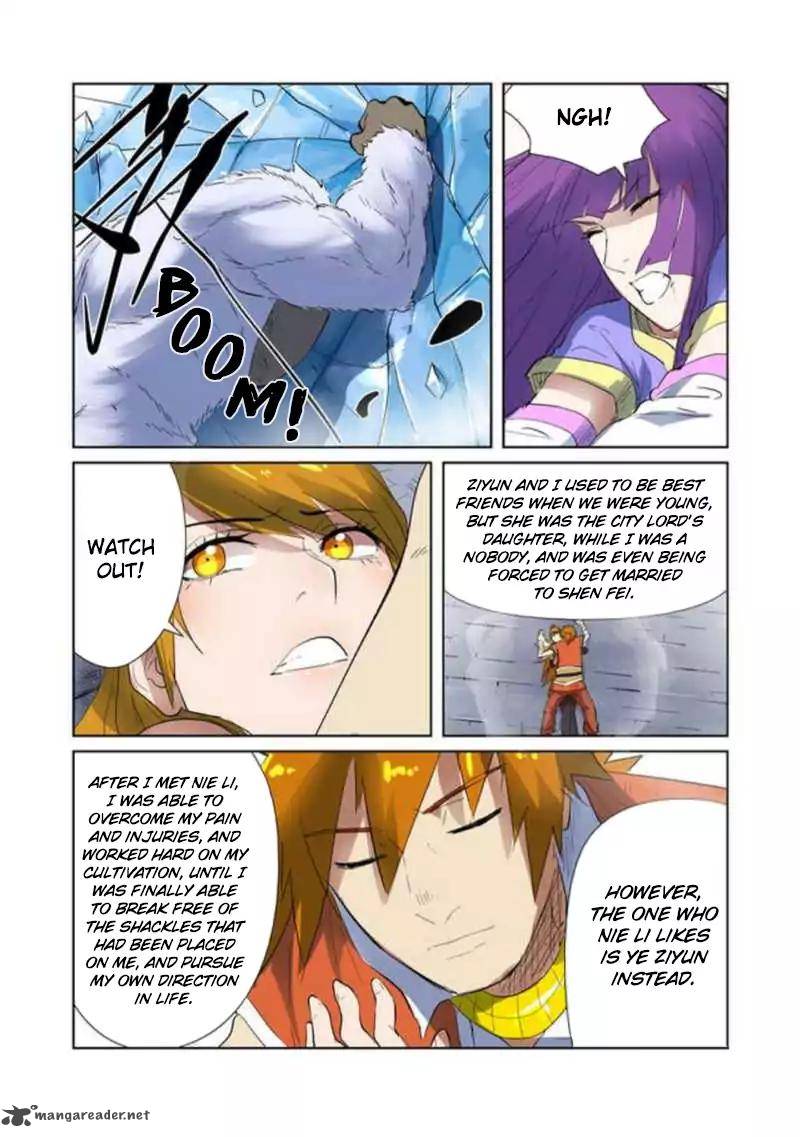 BOOM!
NGH!
WATCH
OUT!
ZIYUN AND I USED TO BE BEST
FRIENDS WHEN WE WERE YOUNG,
BUT SHE WAS THE CITY LORD'S
DAUGHTER, WHILE I WAS A
NOBODY, AND WAS EVEN BEING
FORCED TO GET MARRIED
TO SHEN FEI.
AFTER I MET NIE LI,
I WAS ABLE TO
OVERCOME MY PAIN
AND INJURIES, AND
WORKED HARD ON MY
CULTIVATION, UNTIL I
WAS FINALLY ABLE
TO BREAK FREE OF
THE SHACKLES THAT
HAD BEEN PLACED
ON ME, AND PURSUE
MY OWN DIRECTION
IN LIFE.
HOWEVER,
THE ONE WHO
NIE LI LIKES
IS YE ZIYUN
INSTEAD.
mangareader.net